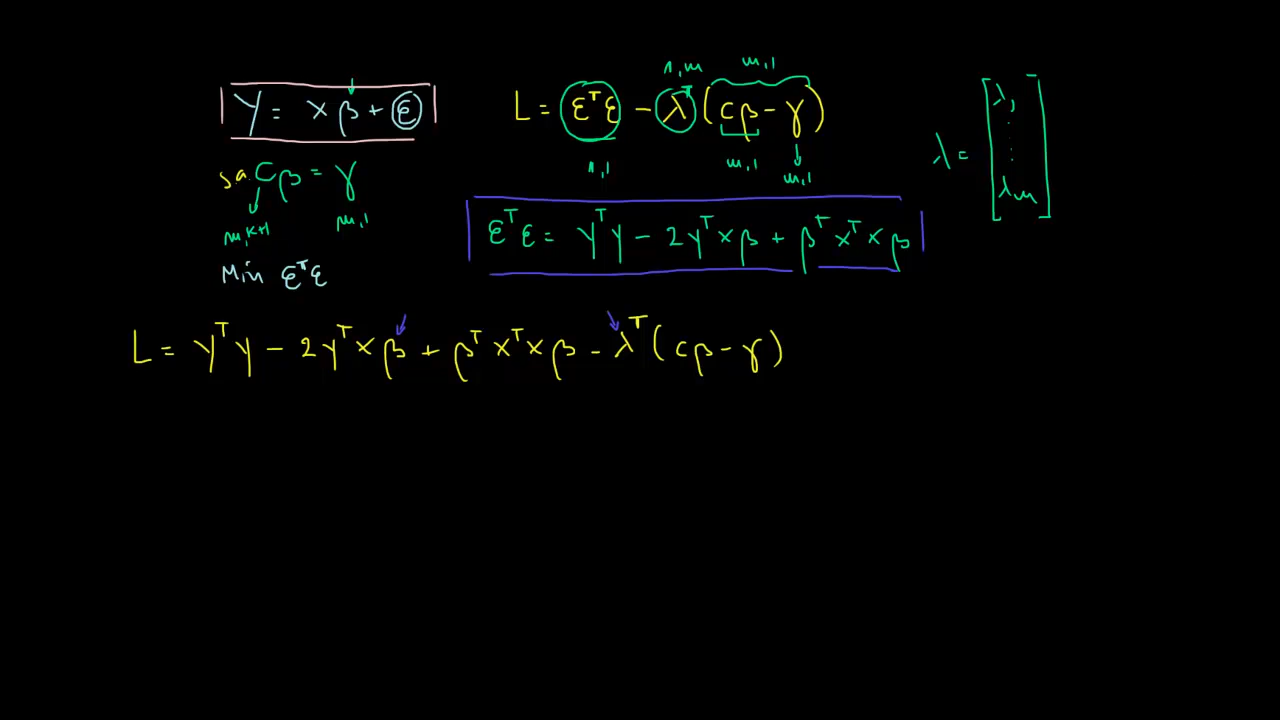 Y = xβ + ε
s.a. Cβ = γ
m,k+1 m,1
Min εᵀε
1,m m,1
L = εᵀε - λᵀ(cβ - γ)
1,1 m,1 m,1
εᵀε = yᵀy - 2yᵀxβ + βᵀxᵀxβ
λ = [λ₁ ⋮ λm]
L = yᵀy - 2yᵀxβ + βᵀxᵀxβ - λᵀ(cβ - γ)